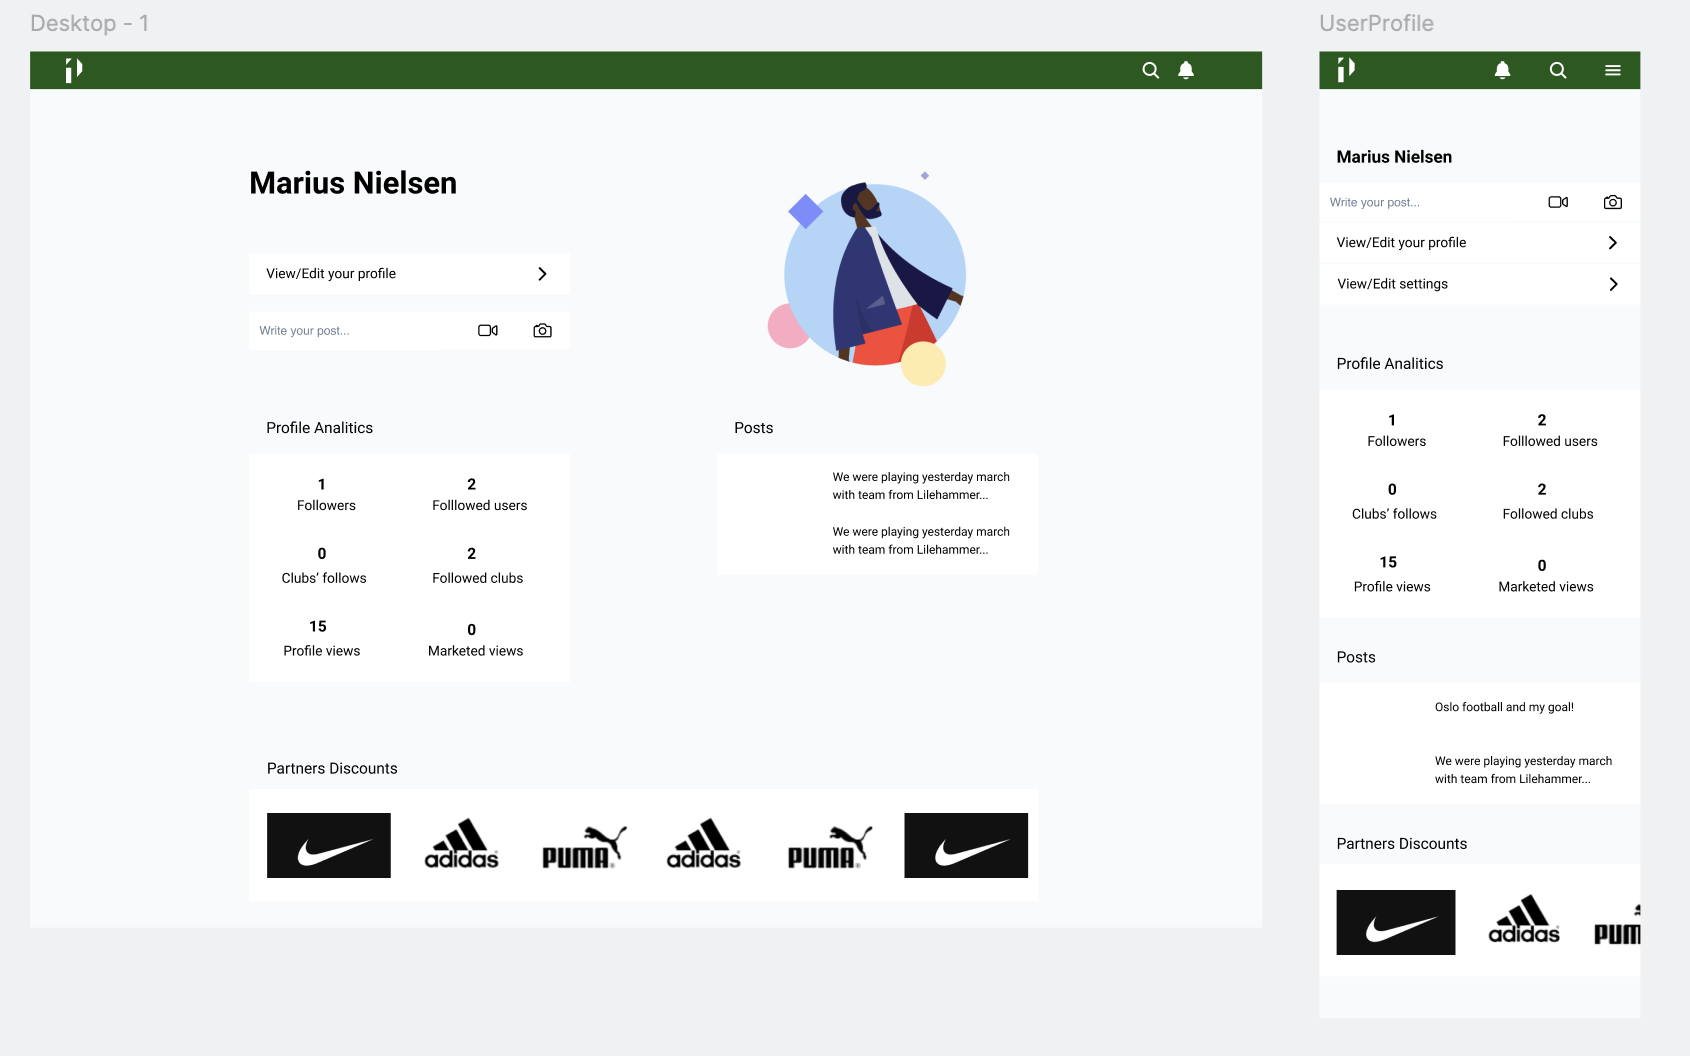 Desktop - 1
Marius Nielsen
View/Edit your profile
Write your post...
Profile Analitics
1
Followers
2
Folllowed users
0
Clubs’ follows
2
Followed clubs
15
Profile views
0
Marketed views
Posts
We were playing yesterday march
with team from Lilehammer...
We were playing yesterday march
with team from Lilehammer...
Partners Discounts
adidas
PUMA
adidas
PUMA
UserProfile
Marius Nielsen
Write your post...
View/Edit your profile
View/Edit settings
Profile Analitics
1
Followers
2
Folllowed users
0
Clubs’ follows
2
Followed clubs
15
Profile views
0
Marketed views
Posts
Oslo football and my goal!
We were playing yesterday march
with team from Lilehammer...
Partners Discounts
adidas
PUM